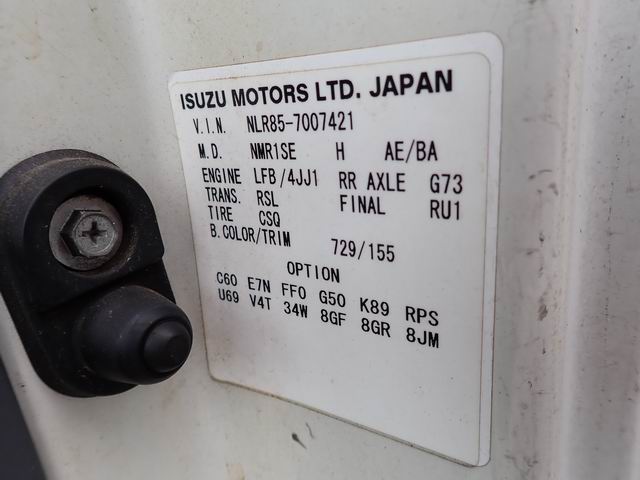 ISUZU MOTORS LTD. JAPAN
V.I.N. NLR85-7007421
M.D. NMR1SE H AE/BA
ENGINE LFB/4JJ1 RR AXLE G73
TRANS. RSL FINAL RU1
TIRE CSQ
B.COLOR/TRIM 729/155
OPTION
C60 E7N FF0 G50 K89 RPS
U69 V4T 34W 8GF 8GR 8JM